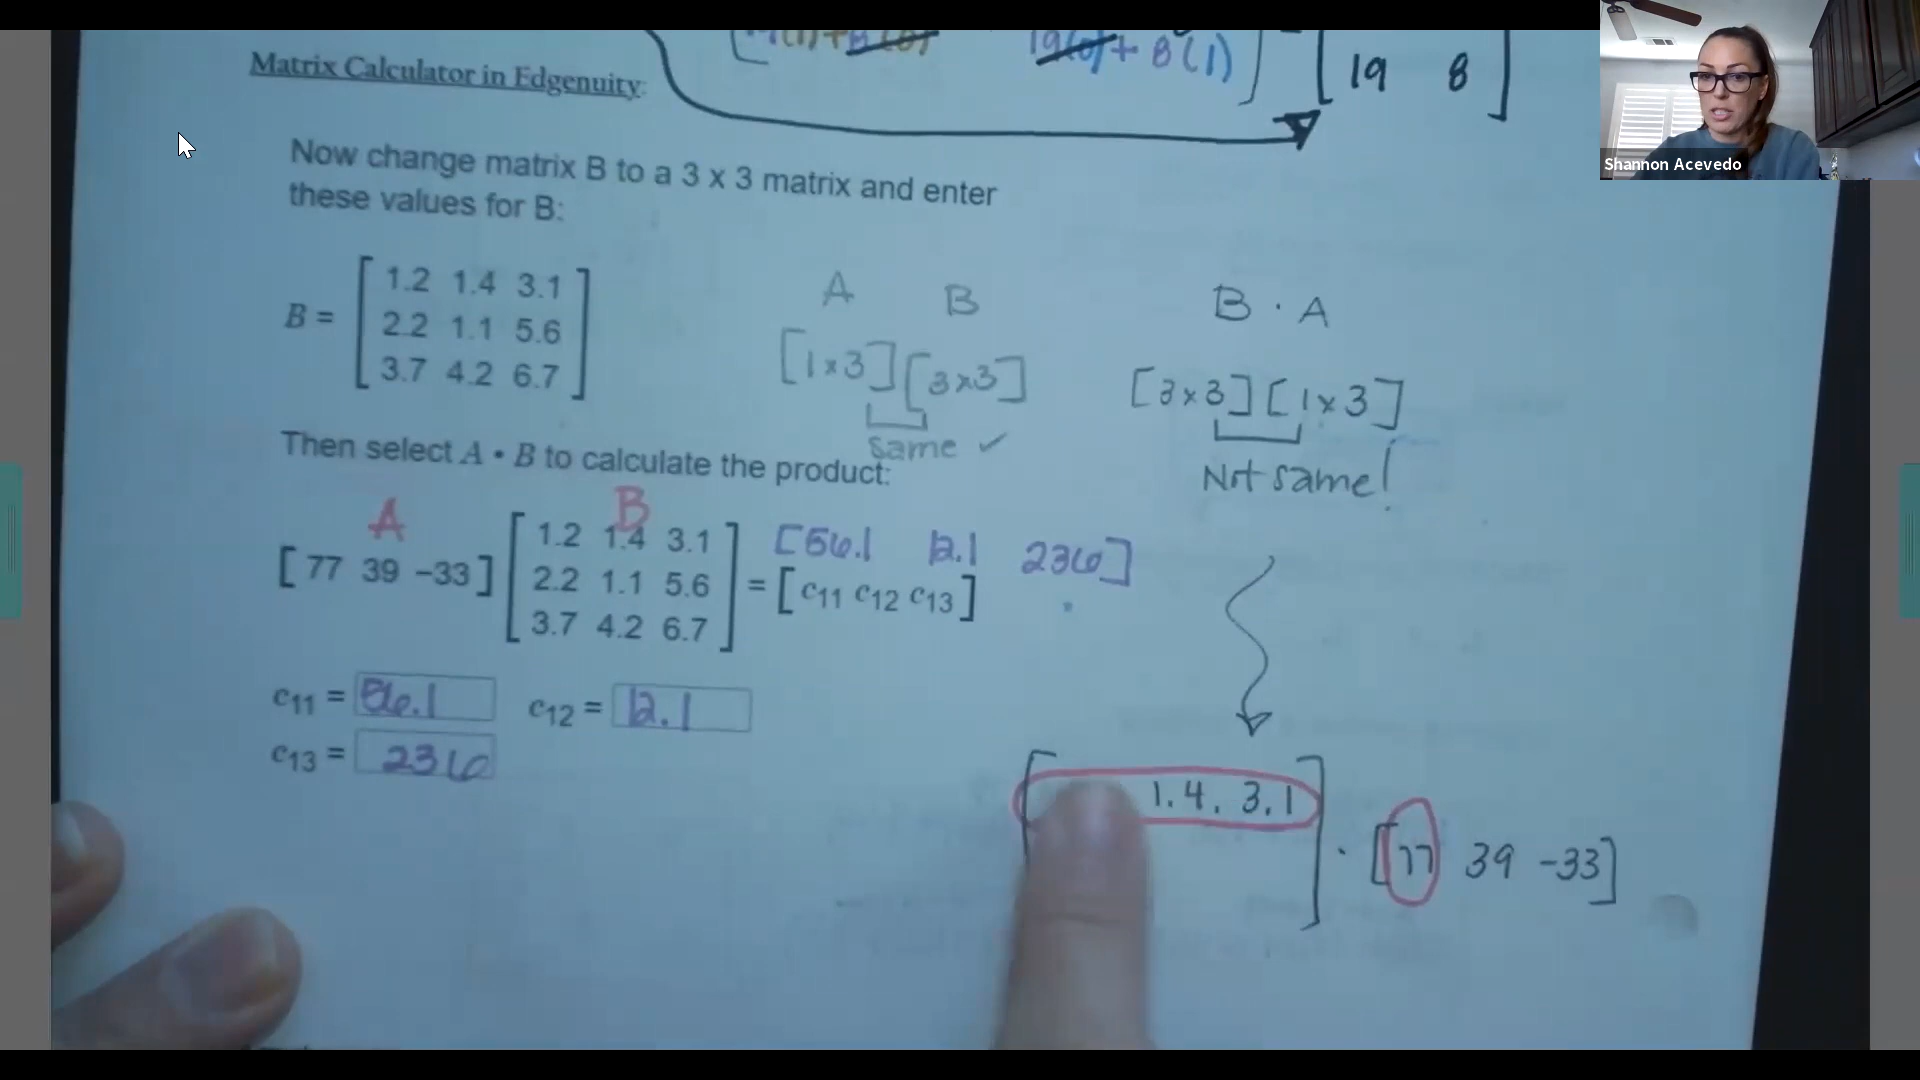 19(0) + 8(1)
19 8
Matrix Calculator in Edgenuity:
Shannon Acevedo
Now change matrix B to a 3 x 3 matrix and enter
these values for B:
B = [ 1.2 1.4 3.1
2.2 1.1 5.6
3.7 4.2 6.7 ]
A B
[1x3] [3x3]
Same ✓
B · A
[3x3] [1x3]
Not same!
Then select A • B to calculate the product:
A B
[ 77 39 −33 ] [ 1.2 1.4 3.1
2.2 1.1 5.6
3.7 4.2 6.7 ] = [ c11 c12 c13 ]
[56.1 12.1 236]
c11 = 56.1 c12 = 12.1
c13 = 236
[ 1.4. 3.1 ] · [77 39 -33]